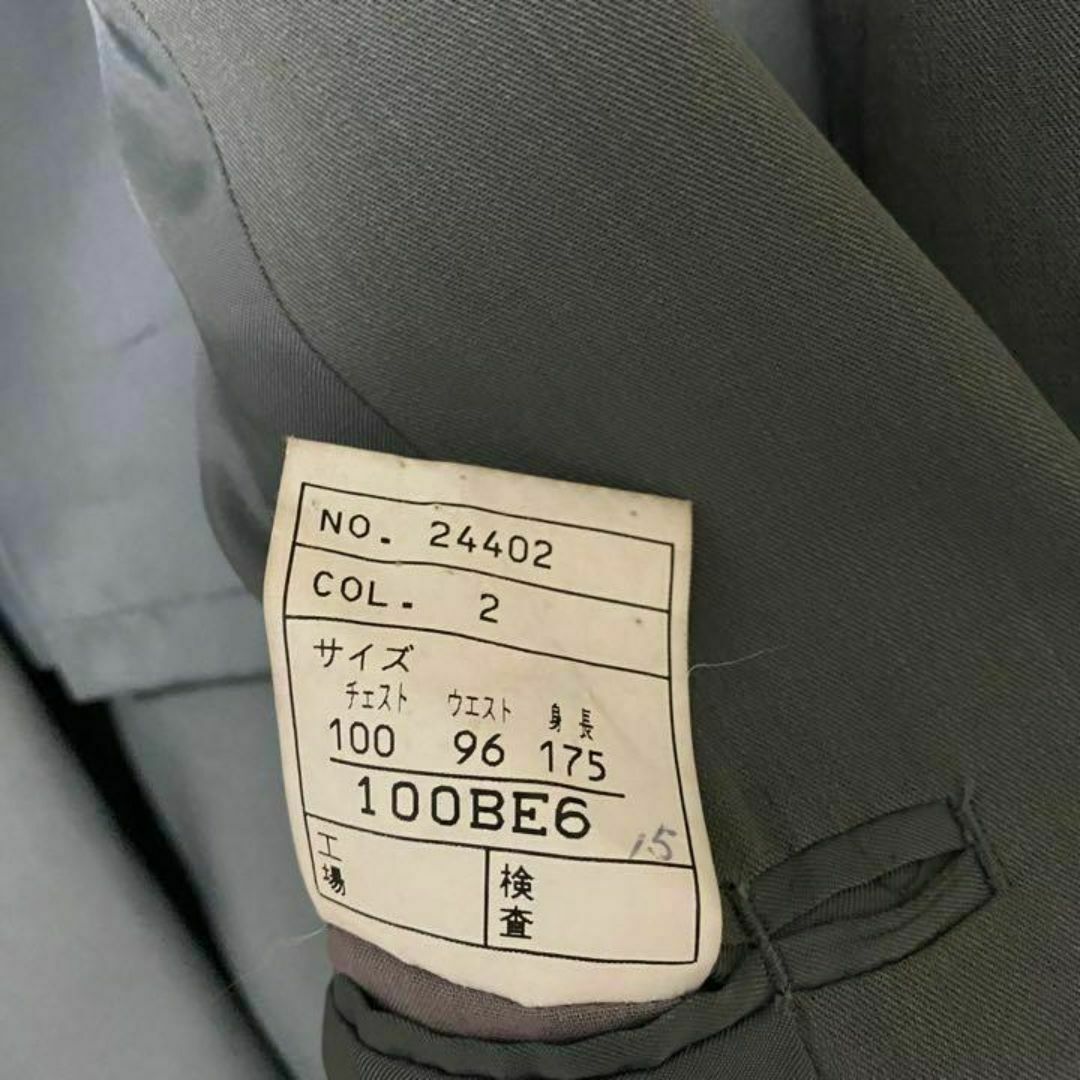 NO. 24402
COL. 2
サイズ
チェスト ウエスト 身長
100 96 175
100BE6
15
工場 検査